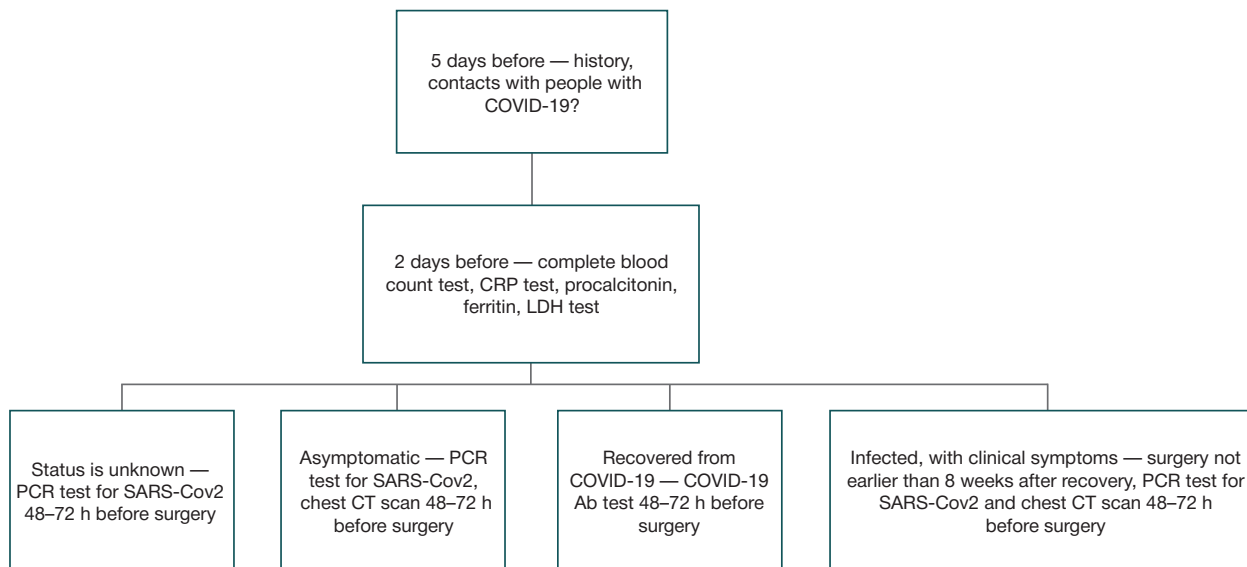 5 days before — history,
contacts with people with
COVID-19?
2 days before — complete blood
count test, CRP test, procalcitonin,
ferritin, LDH test
Status is unknown —
PCR test for SARS-Cov2
48–72 h before surgery
Asymptomatic — PCR
test for SARS-Cov2,
chest CT scan 48–72 h
before surgery
Recovered from
COVID-19 — COVID-19
Ab test 48–72 h before
surgery
Infected, with clinical symptoms — surgery not
earlier than 8 weeks after recovery, PCR test for
SARS-Cov2 and chest CT scan 48–72 h
before surgery